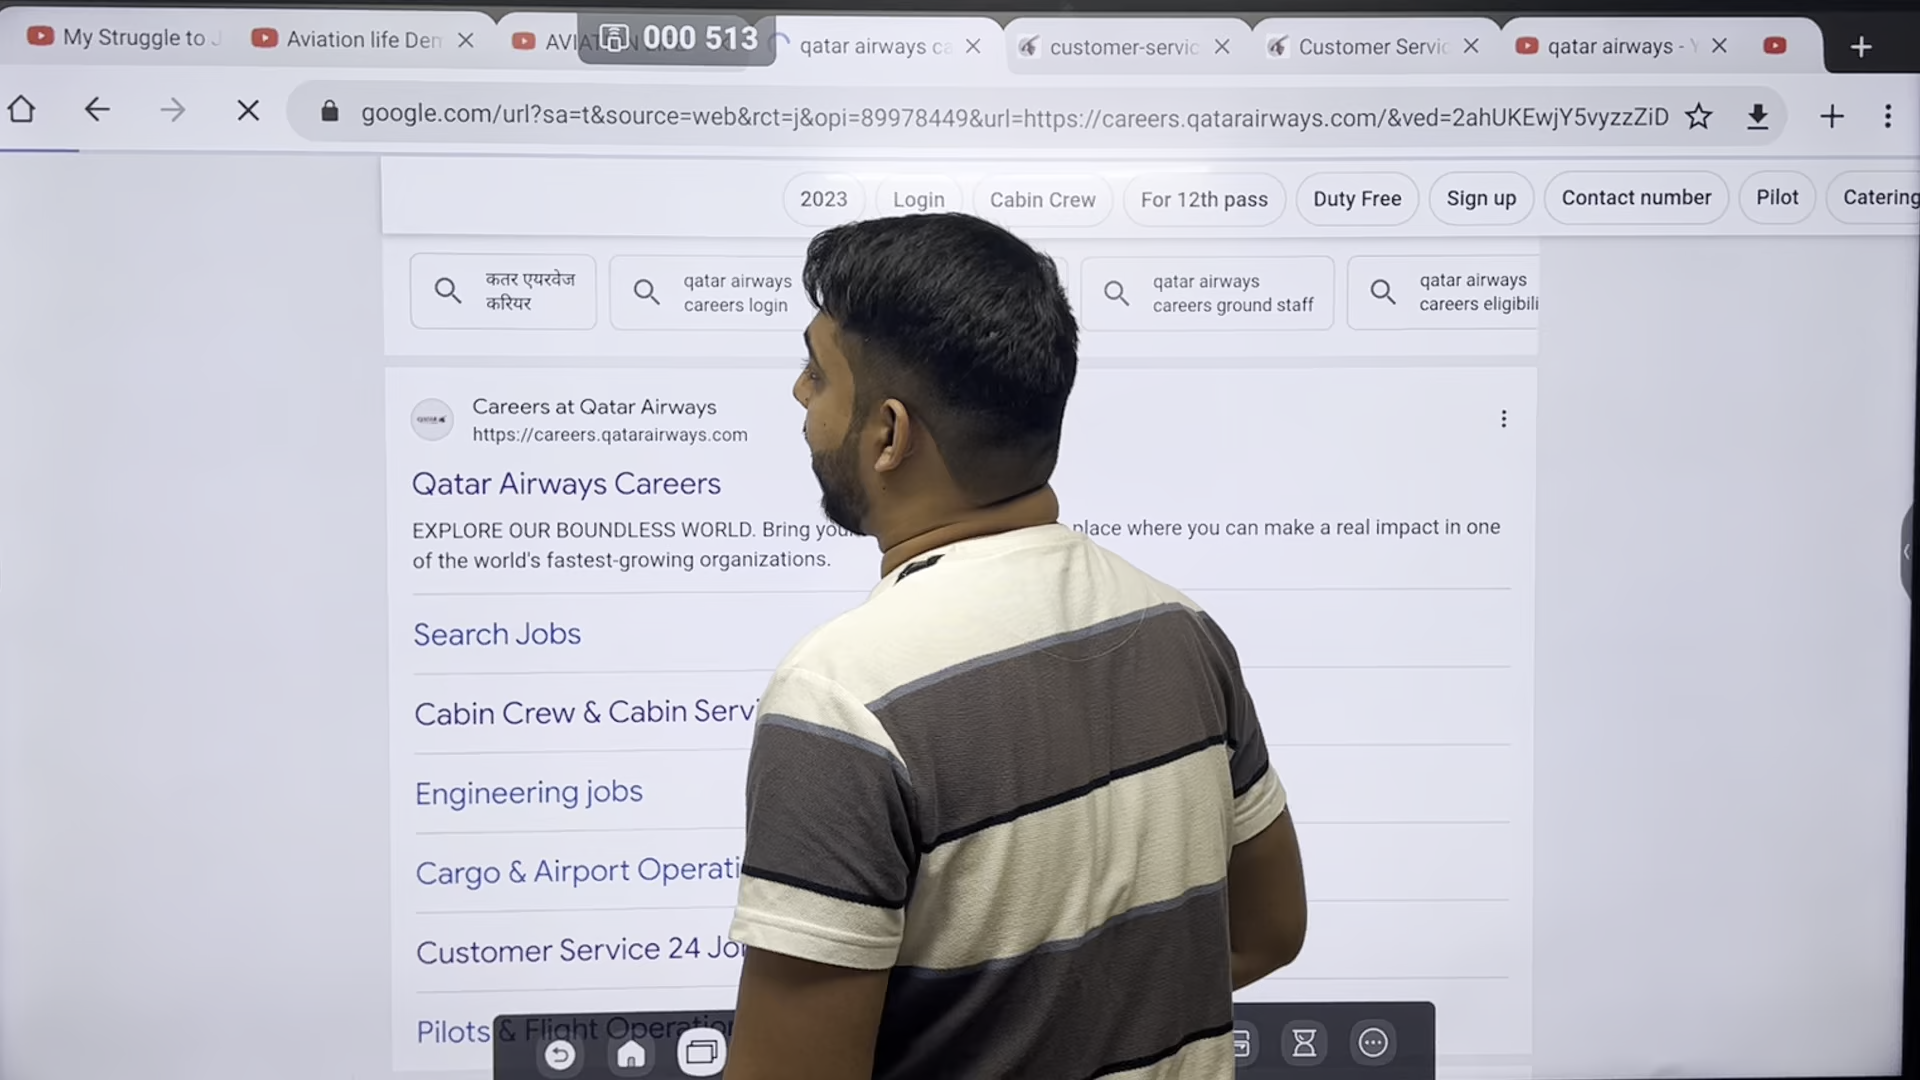 My Struggle to
Aviation life Den
000 513
qatar airways ca
customer-servic
Customer Servic
qatar airways -
google.com/url?sa=t&source=web&rct=j&opi=89978449&url=https://careers.qatarairways.com/&ved=2ahUKEwjY5vyzzZiD
2023 Login Cabin Crew For 12th pass Duty Free Sign up Contact number Pilot Catering
कतर एयरवेज
करियर
qatar airways
careers login
qatar airways
careers ground staff
qatar airways
careers eligibili
Careers at Qatar Airways
https://careers.qatarairways.com
Qatar Airways Careers
EXPLORE OUR BOUNDLESS WORLD. Bring place where you can make a real impact in one
of the world's fastest-growing organizations.
Search Jobs
Cabin Crew & Cabin Servi
Engineering jobs
Cargo & Airport Operati
Customer Service 24 Jo
Pilots & Flight Operation